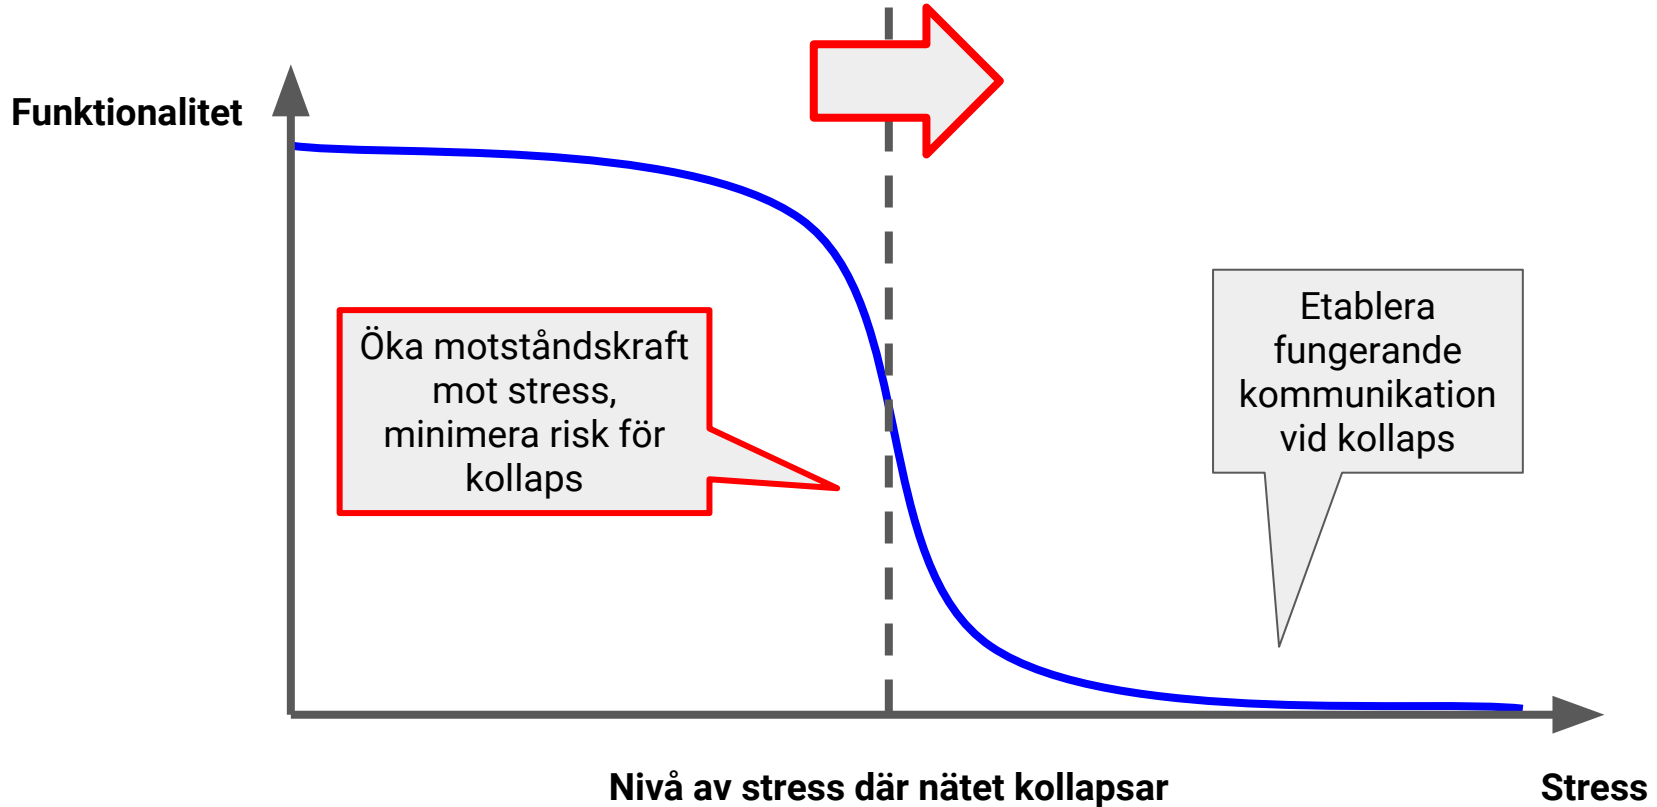 Funktionalitet
Öka motståndskraft
mot stress,
minimera risk för
kollaps
Etablera
fungerande
kommunikation
vid kollaps
Nivå av stress där nätet kollapsar
Stress